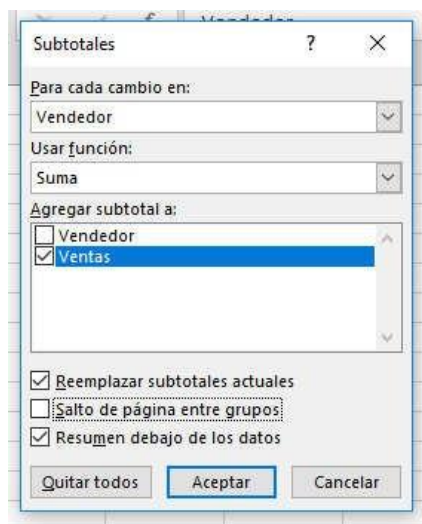 Vendedor
Subtotales ?
Para cada cambio en:
Vendedor
Usar función:
Suma
Agregar subtotal a:
Vendedor
Ventas
Reemplazar subtotales actuales
Salto de página entre grupos
Resumen debajo de los datos
Quitar todos Aceptar Cancelar